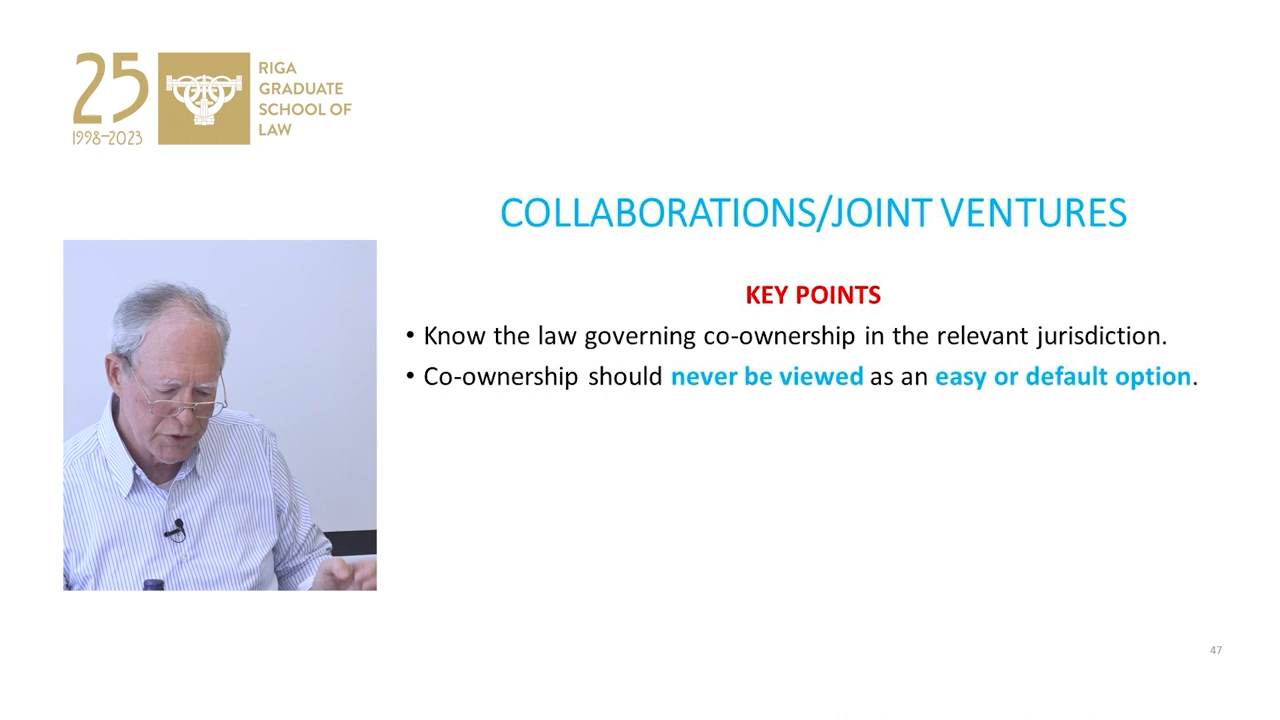 25
1998–2023
RIGA
GRADUATE
SCHOOL OF
LAW
COLLABORATIONS/JOINT VENTURES
KEY POINTS
• Know the law governing co-ownership in the relevant jurisdiction.
• Co-ownership should never be viewed as an easy or default option.
47